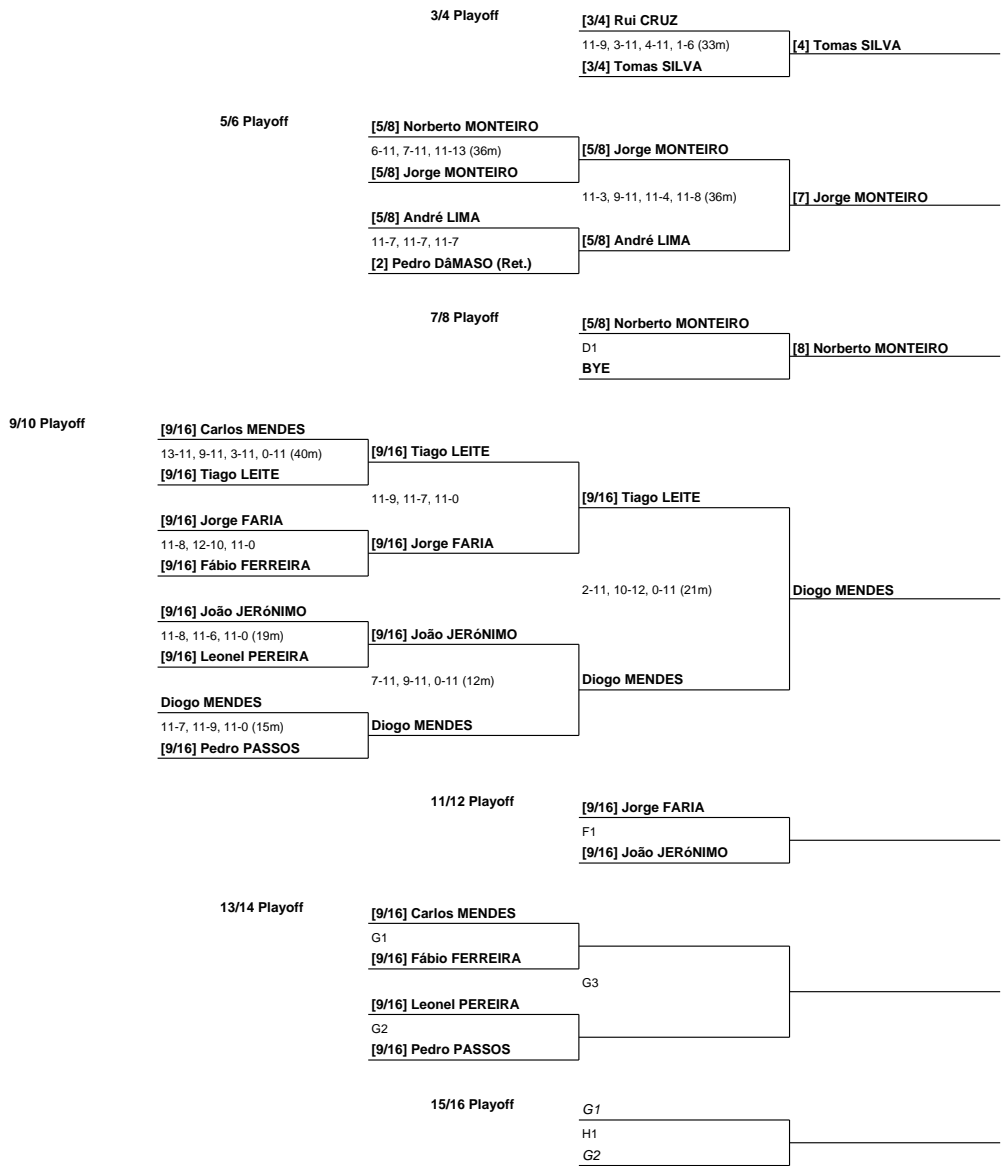 3/4 Playoff
[3/4] Rui CRUZ
11-9, 3-11, 4-11, 1-6 (33m)
[4] Tomas SILVA
[3/4] Tomas SILVA
5/6 Playoff
[5/8] Norberto MONTEIRO
6-11, 7-11, 11-13 (36m)
[5/8] Jorge MONTEIRO
[5/8] Jorge MONTEIRO
11-3, 9-11, 11-4, 11-8 (36m)
[7] Jorge MONTEIRO
[5/8] André LIMA
11-7, 11-7, 11-7
[5/8] André LIMA
[2] Pedro DâMASO (Ret.)
7/8 Playoff
[5/8] Norberto MONTEIRO
D1
[8] Norberto MONTEIRO
BYE
9/10 Playoff
[9/16] Carlos MENDES
13-11, 9-11, 3-11, 0-11 (40m)
[9/16] Tiago LEITE
[9/16] Tiago LEITE
11-9, 11-7, 11-0
[9/16] Tiago LEITE
[9/16] Jorge FARIA
11-8, 12-10, 11-0
[9/16] Jorge FARIA
[9/16] Fábio FERREIRA
2-11, 10-12, 0-11 (21m)
Diogo MENDES
[9/16] João JERóNIMO
11-8, 11-6, 11-0 (19m)
[9/16] João JERóNIMO
[9/16] Leonel PEREIRA
7-11, 9-11, 0-11 (12m)
Diogo MENDES
Diogo MENDES
11-7, 11-9, 11-0 (15m)
Diogo MENDES
[9/16] Pedro PASSOS
11/12 Playoff
[9/16] Jorge FARIA
F1
[9/16] João JERóNIMO
13/14 Playoff
[9/16] Carlos MENDES
G1
[9/16] Fábio FERREIRA
G3
[9/16] Leonel PEREIRA
G2
[9/16] Pedro PASSOS
15/16 Playoff
G1
H1
G2